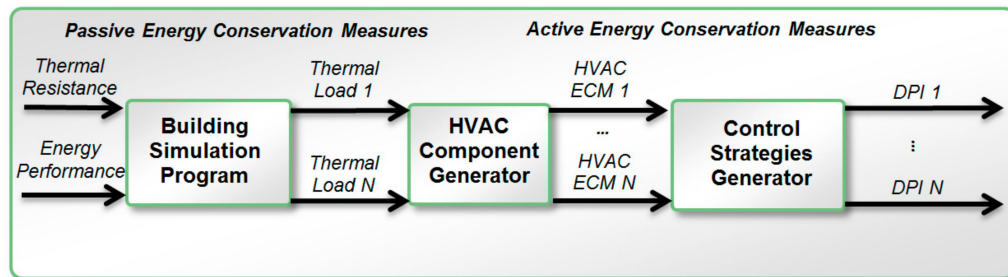 Passive Energy Conservation Measures
Active Energy Conservation Measures
Thermal
Resistance
Energy
Performance
Building
Simulation
Program
Thermal
Load 1
Thermal
Load N
HVAC
Component
Generator
HVAC
ECM 1
...
HVAC
ECM N
Control
Strategies
Generator
DPI 1
...
DPI N